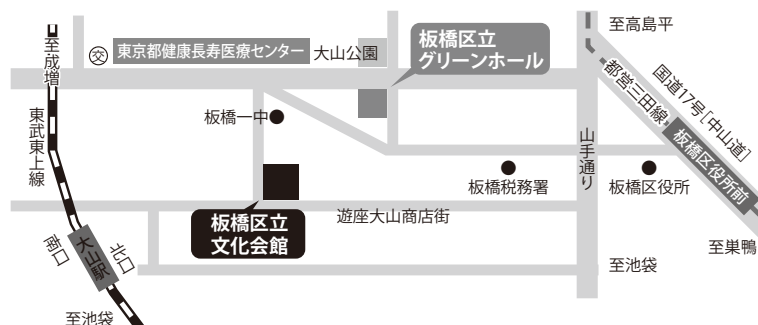 至成増
交
東京都健康長寿医療センター
大山公園
板橋区立
グリーンホール
至高島平
国道17号［中山道］
都営三田線
板橋区役所前
東武東上線
板橋一中
山手通り
板橋税務署
板橋区役所
遊座大山商店街
板橋区立
文化会館
至巣鴨
南口
大山駅
北口
至池袋
至池袋